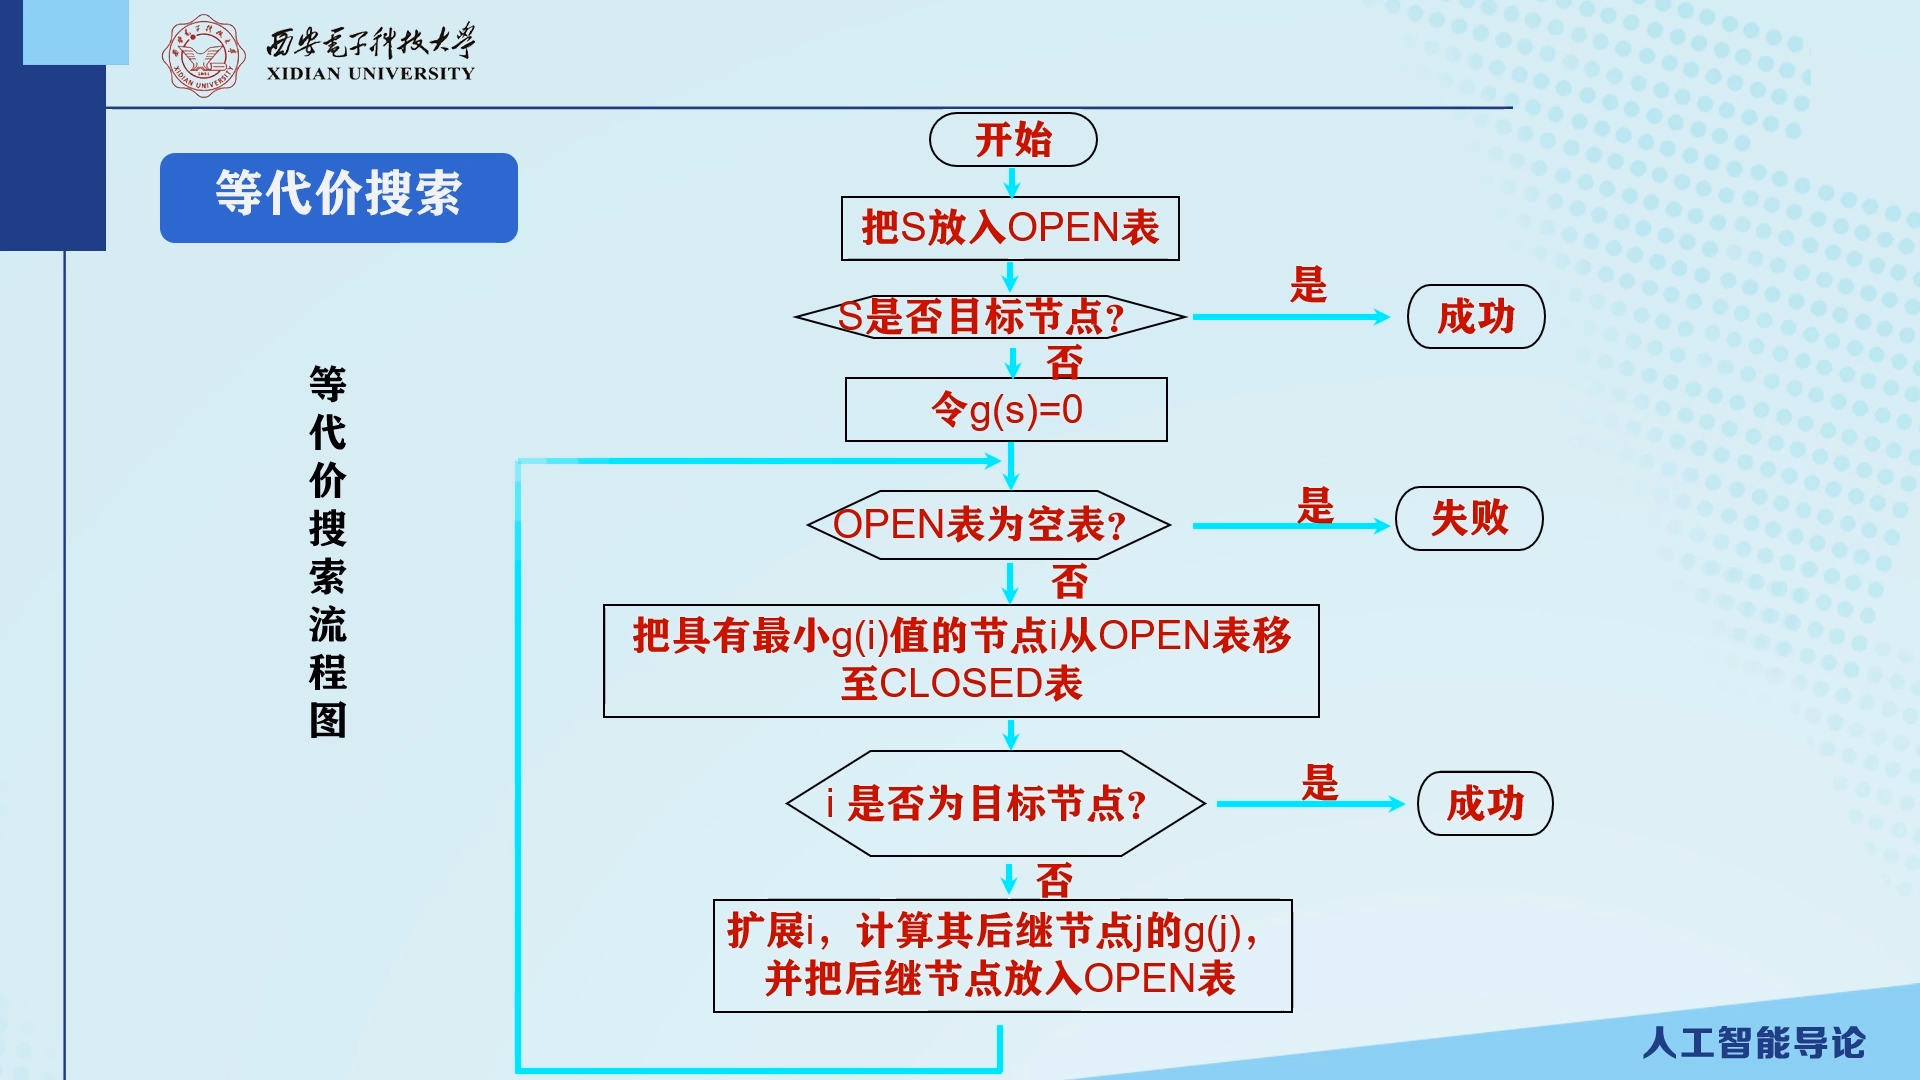 西安电子科技大学
XIDIAN UNIVERSITY
等代价搜索
等代价搜索流程图
开始
把S放入OPEN表
S是否目标节点?
是
成功
否
令g(s)=0
OPEN表为空表?
是
失败
否
把具有最小g(i)值的节点i从OPEN表移
至CLOSED表
i 是否为目标节点?
是
成功
否
扩展i，计算其后继节点j的g(j)，
并把后继节点放入OPEN表
人工智能导论